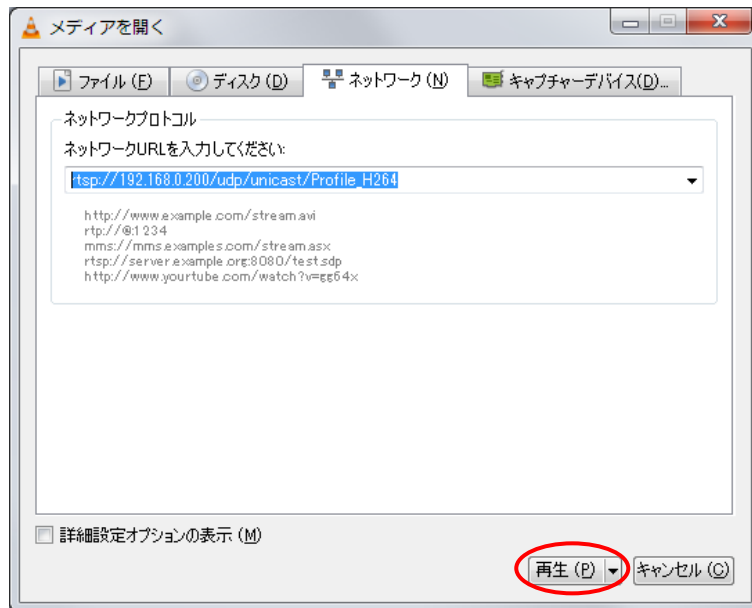 メディアを開く
ファイル (F) ディスク (D) ネットワーク (N) キャプチャーデバイス(D)...
ネットワークプロトコル
ネットワークURLを入力してください:
rtsp://192.168.0.200/udp/unicast/Profile_H264
http://www.example.com/stream.avi
rtp://@:1234
mms://mms.examples.com/stream.asx
rtsp://server.example.org:8080/test.sdp
http://www.yourtube.com/watch?v=gg64x
詳細設定オプションの表示 (M)
再生 (P) キャンセル (C)